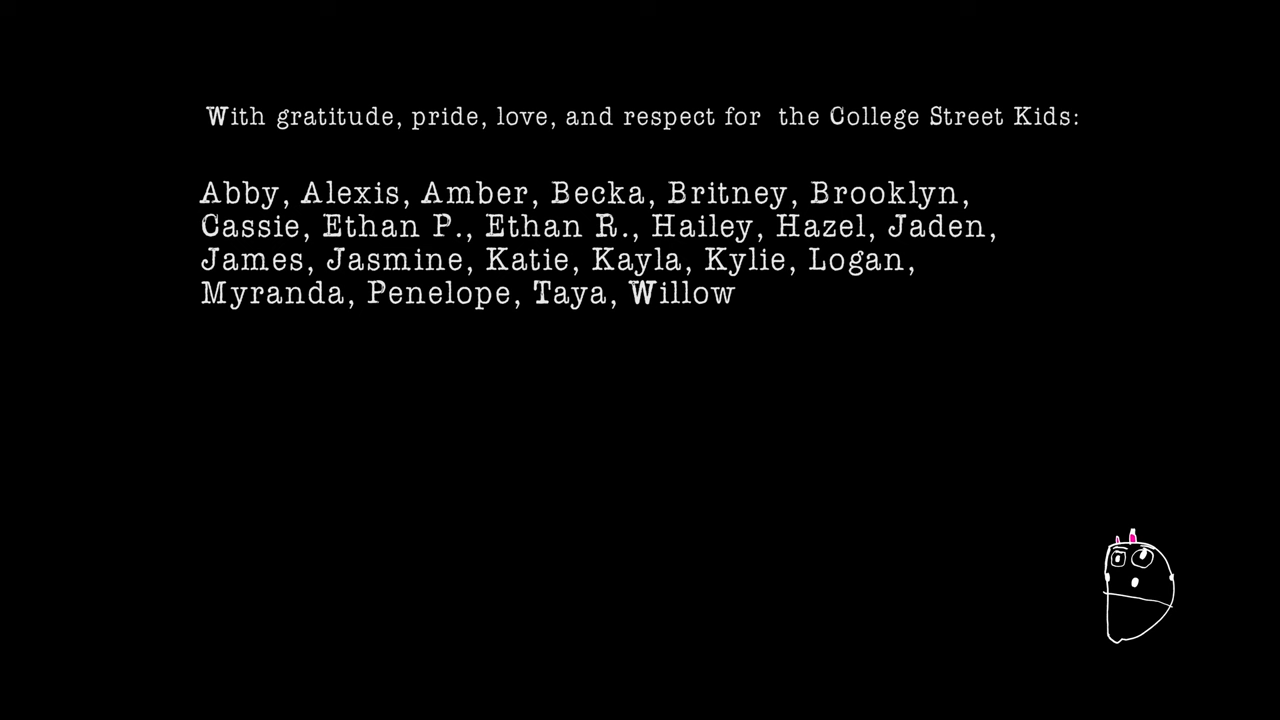 With gratitude, pride, love, and respect for the College Street Kids:
Abby, Alexis, Amber, Becka, Britney, Brooklyn,
Cassie, Ethan P., Ethan R., Hailey, Hazel, Jaden,
James, Jasmine, Katie, Kayla, Kylie, Logan,
Myranda, Penelope, Taya, Willow